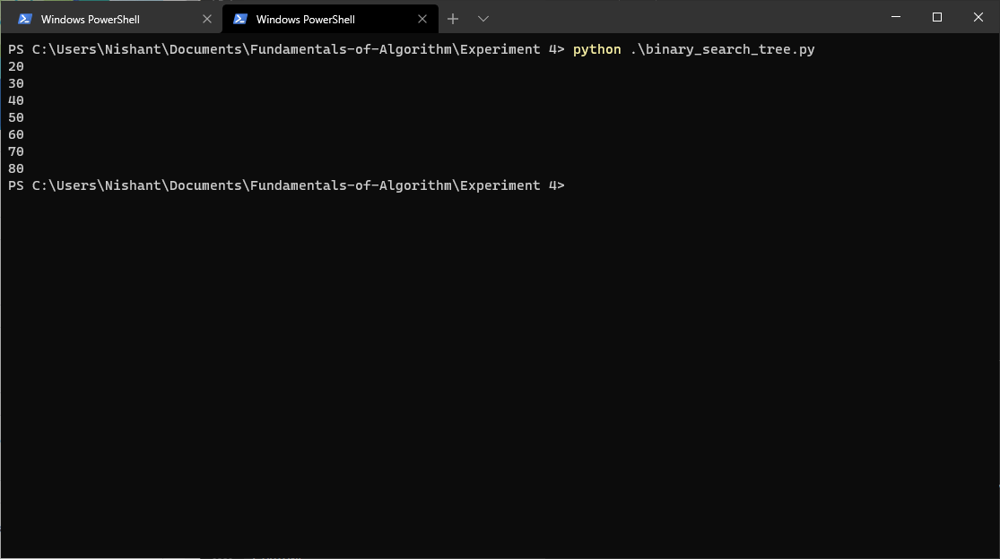 Windows PowerShell
Windows PowerShell
PS C:\Users\Nishant\Documents\Fundamentals-of-Algorithm\Experiment 4> python .\binary_search_tree.py
20
30
40
50
60
70
80
PS C:\Users\Nishant\Documents\Fundamentals-of-Algorithm\Experiment 4>